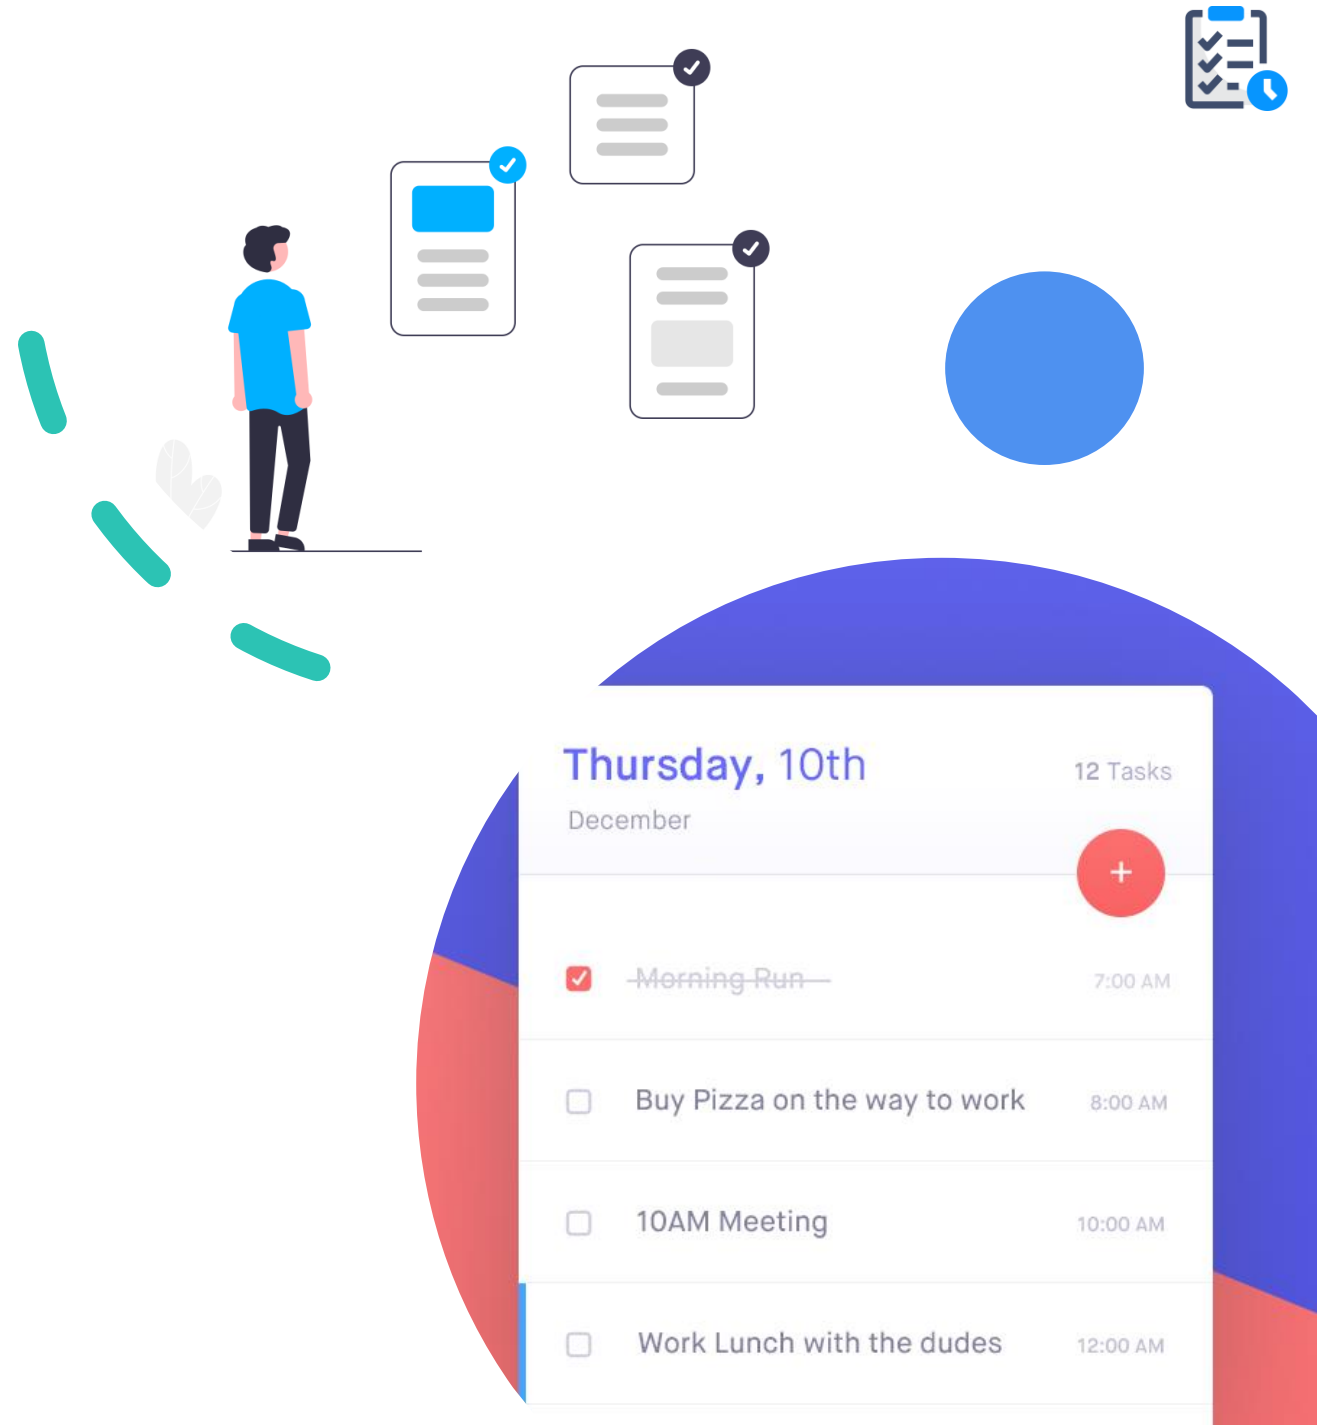 Thursday, 10th
12 Tasks
December
+
Morning Run
7:00 AM
Buy Pizza on the way to work
8:00 AM
10AM Meeting
10:00 AM
Work Lunch with the dudes
12:00 AM